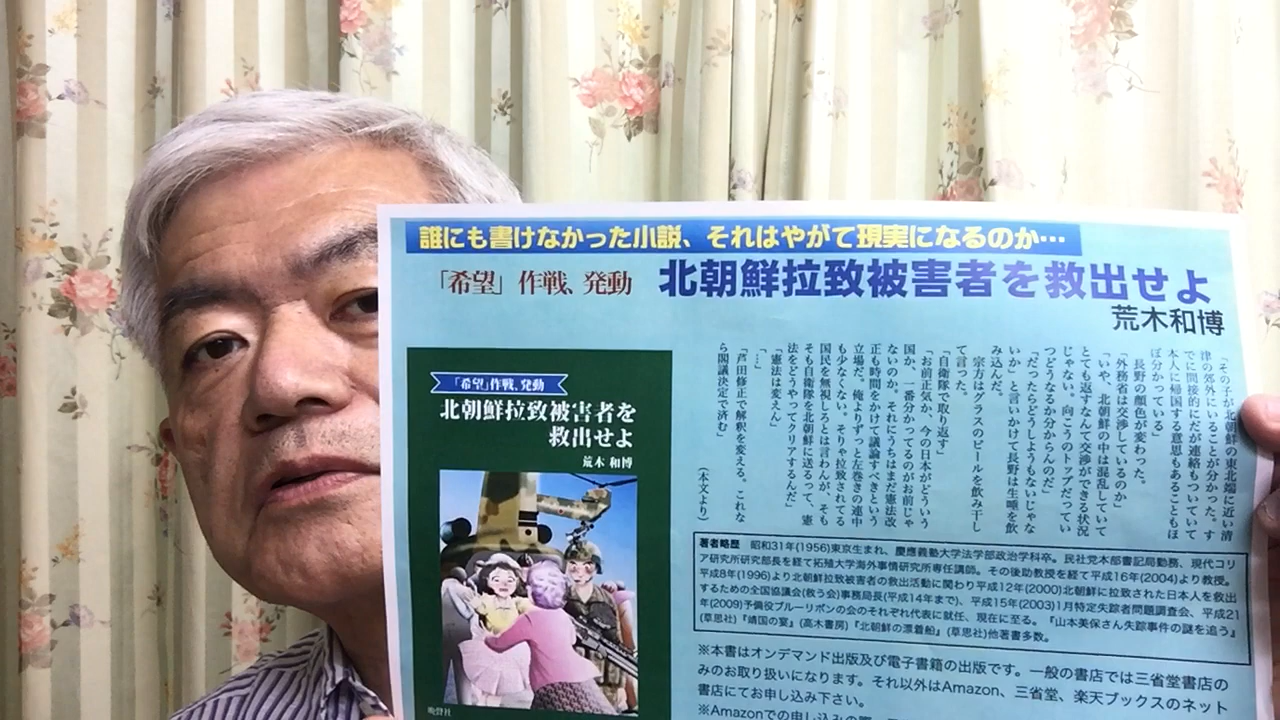 誰にも書けなかった小説、それはやがて現実になるのか…
「希望」作戦、発動 北朝鮮拉致被害者を救出せよ
荒木和博
「希望」作戦、発動
北朝鮮拉致被害者を
救出せよ
荒木 和博
晩聲社
「その子が北朝鮮の東北端に近い清
津の郊外にいることが分かった。す
でに間接的にだが連絡もついていて
本人に帰国する意思もあることもほ
ぼ分かっている」
長野の顔色が変わった。
「外務省は交渉しているのか」
「いや、北朝鮮の中は混乱していて
とても返すなんて交渉ができる状況
じゃない。向こうのトップだってい
つどうなるか分からんのだ」
「だったらどうしようもないじゃな
いか」と言いかけて長野は生唾を飲
み込んだ。
宗方はグラスのビールを飲み干し
て言った。
「自衛隊で取り返す」
「お前正気か、今の日本がどういう
国か、一番分かってるのがお前じゃ
ないのか。それにうちはまだ憲法改
正も時間をかけて議論すべきという
立場だ。俺よりずっと左巻きの連中
も少なくない。そりゃ拉致されてる
国民を無視しろとは言わんが、そも
そも自衛隊を北朝鮮に送るって、憲
法をどうやってクリアするんだ」
「憲法は変えん」
「…」
「芦田修正で解釈を変える。これな
ら閣議決定で済む」
(本文より)
著者略歴 昭和31年(1956)東京生まれ、慶應義塾大学法学部政治学科卒。民社党本部書記局勤務、現代コリ
ア研究所研究部長を経て拓殖大学海外事情研究所専任講師。その後助教授を経て平成16年(2004)より教授。
平成8年(1996)より北朝鮮拉致被害者の救出活動に関わり平成12年(2000)北朝鮮に拉致された日本人を救出
するための全国協議会(救う会)事務局長(平成14年まで)、平成15年(2003)1月特定失踪者問題調査会、平成21
年(2009)予備役ブルーリボンの会のそれぞれ代表に就任、現在に至る。『山本美保さん失踪事件の謎を追う』
(草思社)『靖国の宴』(高木書房)『北朝鮮の漂着船』(草思社)他著書多数。
※本書はオンデマンド出版及び電子書籍の出版です。一般の書店では三省堂書店の
みのお取り扱いになります。それ以外はAmazon、三省堂、楽天ブックスのネット
書店にてお申し込み下さい。
※Amazonでの申し込みの際、